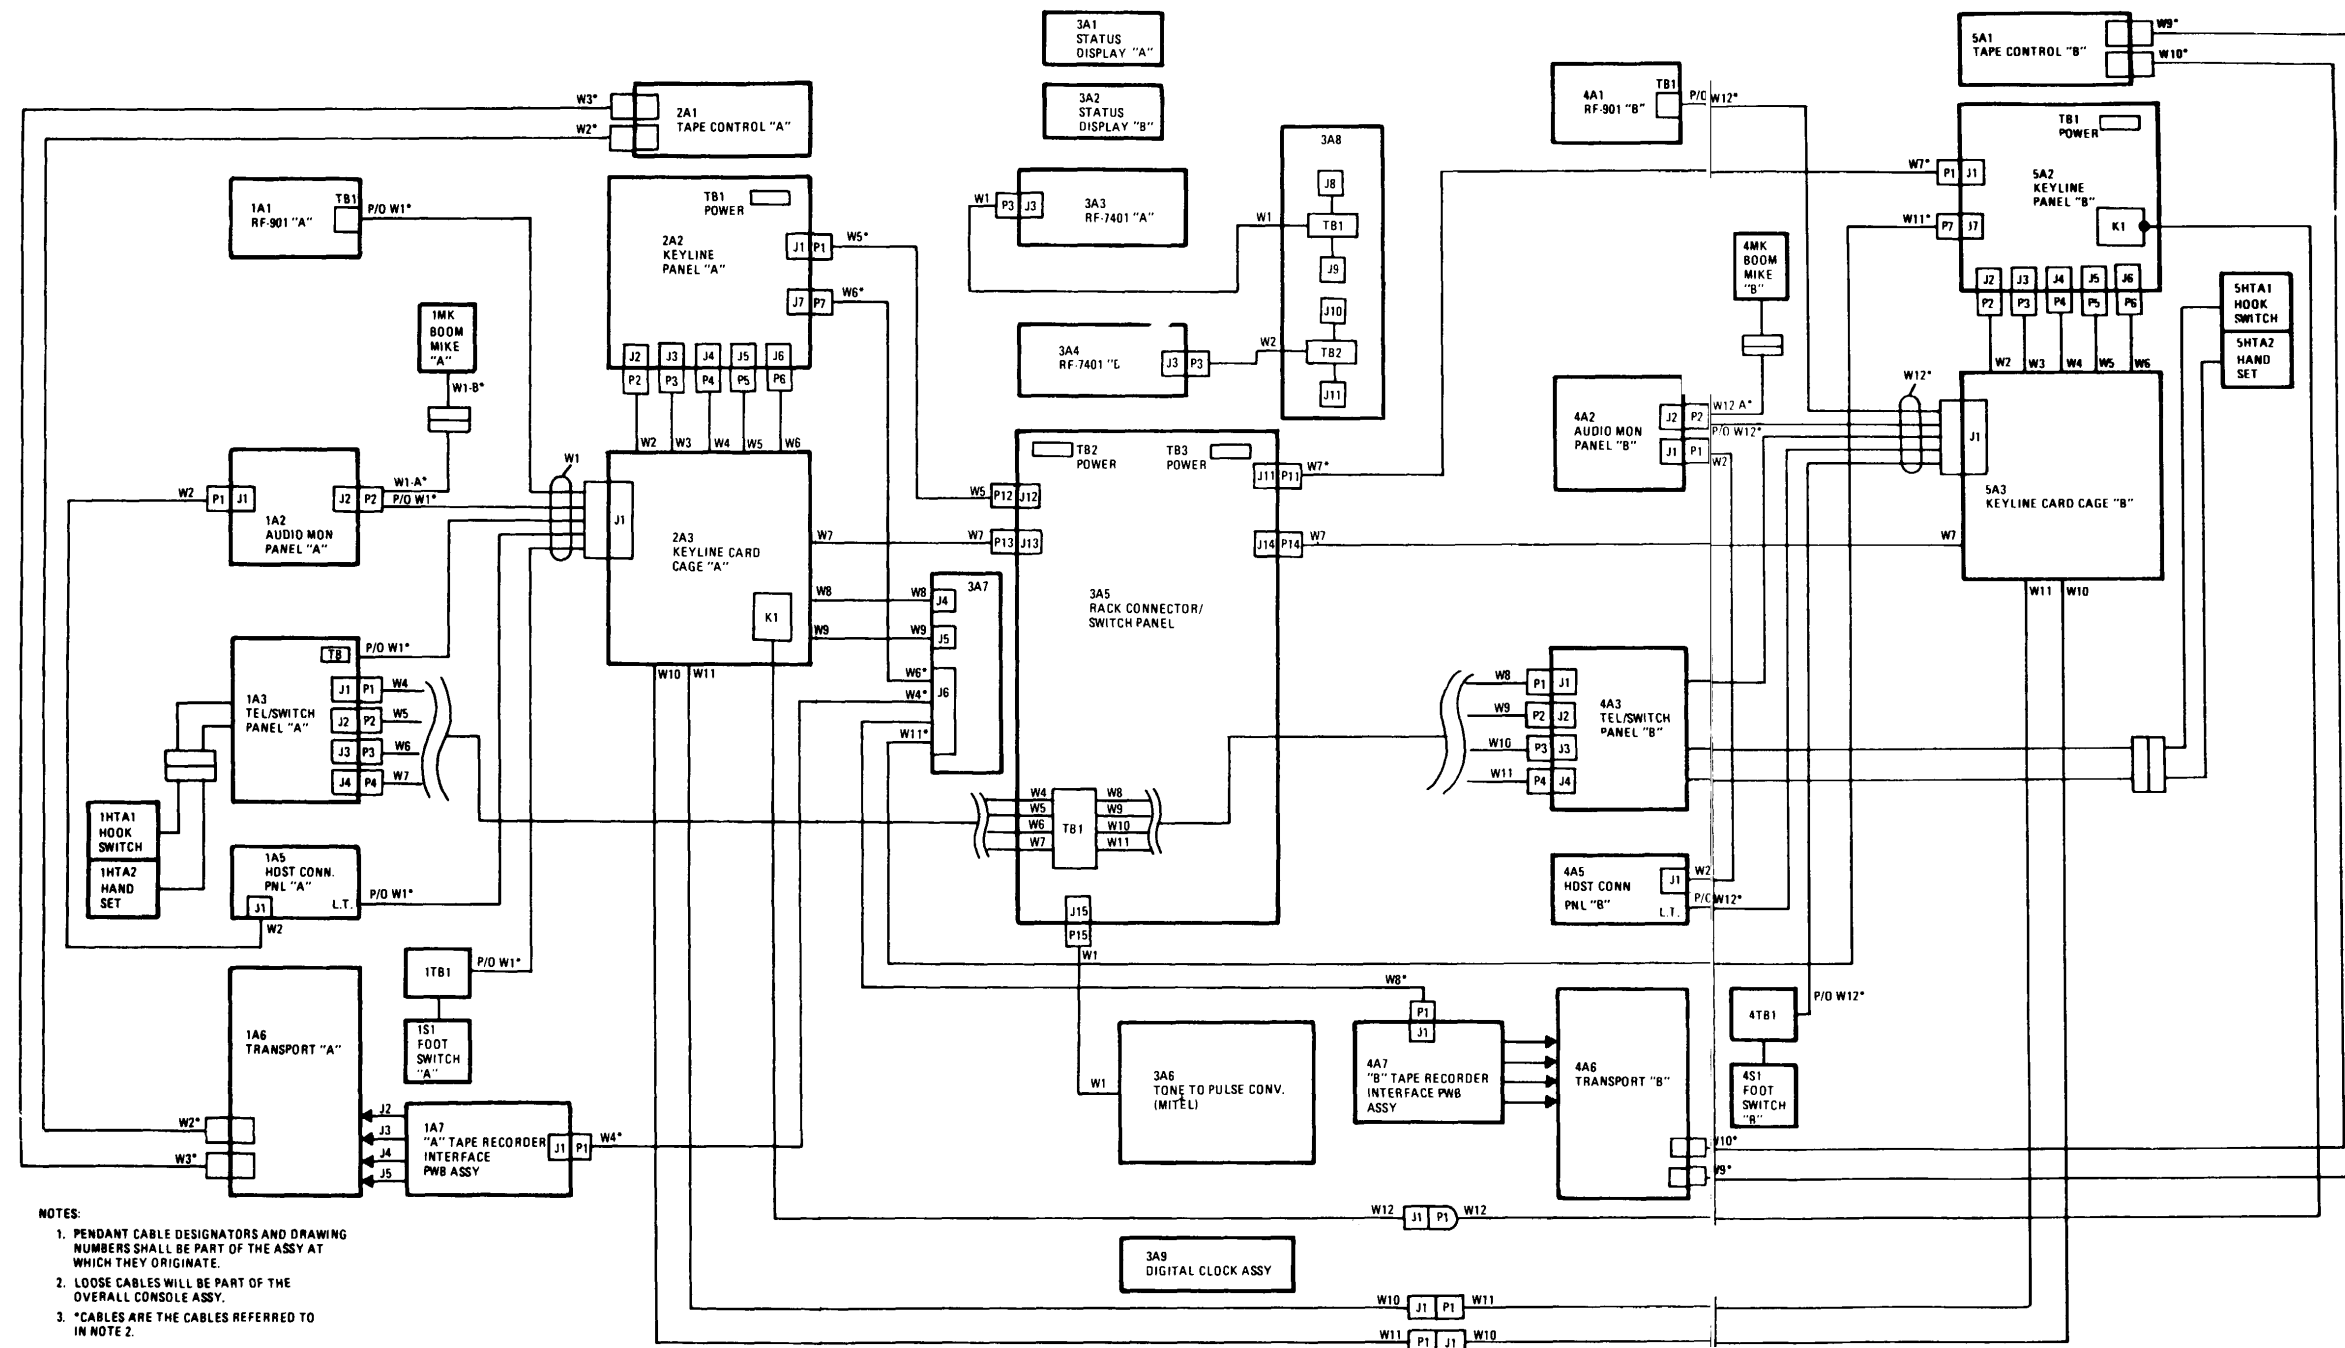 3A1
STATUS
DISPLAY "A"
3A2
STATUS
DISPLAY "B"
W3*
W2*
2A1
TAPE CONTROL "A"
1A1
RF-901 "A"
TB1
P/O W1*
TB1
POWER
2A2
KEYLINE
PANEL "A"
J1
P1
W5*
J7
P7
W6*
J2
J3
J4
J5
J6
P2
P3
P4
P5
P6
W2
W3
W4
W5
W6
1MK
BOOM
MIKE
"A"
W1-B*
W2
P1
J1
1A2
AUDIO MON
PANEL "A"
J2
P2
W1-A*
P/O W1*
W1
J1
2A3
KEYLINE CARD
CAGE "A"
K1
W7
W8
W9
W10
W11
1A3
TEL/SWITCH
PANEL "A"
TB
P/O W1*
J1
P1
W4
J2
P2
W5
J3
P3
W6
J4
P4
W7
1HTA1
HOOK
SWITCH
1HTA2
HAND
SET
1A5
HDST CONN.
PNL "A"
L.T.
J1
P/O W1*
W2
1TB1
P/O W1*
1S1
FOOT
SWITCH
"A"
1A6
TRANSPORT "A"
W2*
W3*
J2
J3
J4
J5
1A7
"A" TAPE RECORDER
INTERFACE
PWB ASSY
J1
P1
W4*
W1
P3
J3
3A3
RF-7401 "A"
3A4
RF-7401
J3
P3
W1
W2
3A8
J8
TB1
J9
J10
TB2
J11
TB2
POWER
TB3
POWER
W5
P12
J12
W7
P13
J13
J11
P11
W7*
J14
P14
W7
3A5
RACK CONNECTOR/
SWITCH PANEL
3A7
W8
J4
W9
J5
W6*
W4*
J6
W11*
W4
W5
W6
W7
TB1
W8
W9
W10
W11
J15
P15
W1
W1
3A6
TONE TO PULSE CONV.
(MITEL)
W8*
P1
J1
4A7
"B" TAPE RECORDER
INTERFACE PWB
ASSY
4A6
TRANSPORT "B"
W10*
W9*
4A1
RF-901 "B"
TB1
P/O W12*
4MK
BOOM
MIKE
"B"
4A2
AUDIO MON
PANEL "B"
J2
P2
W12 A*
P/O W12*
J1
P1
W2
W8
P1
J1
W9
P2
J2
W10
P3
J3
W11
P4
J4
4A3
TEL/SWITCH
PANEL "B"
4A5
HDST CONN
PNL "B"
J1
W2
L.T.
W12*
4TB1
P/O W12*
4S1
FOOT
SWITCH
"B"
5A1
TAPE CONTROL "B"
W9*
W10*
TB1
POWER
5A2
KEYLINE
PANEL "B"
K1
W7*
P1
J1
W11*
P7
J7
J2
J3
J4
J5
J6
P2
P3
P4
P5
P6
W2
W3
W4
W5
W6
W12*
J1
5A3
KEYLINE CARD CAGE "B"
W7
W11
W10
5HTA1
HOOK
SWITCH
5HTA2
HAND
SET
W12
J1
P1
W12
3A9
DIGITAL CLOCK ASSY
W10
J1
P1
W11
W11
P1
J1
W10
NOTES:
1. PENDANT CABLE DESIGNATORS AND DRAWING
NUMBERS SHALL BE PART OF THE ASSY AT
WHICH THEY ORIGINATE.
2. LOOSE CABLES WILL BE PART OF THE
OVERALL CONSOLE ASSY.
3. *CABLES ARE THE CABLES REFERRED TO
IN NOTE 2.